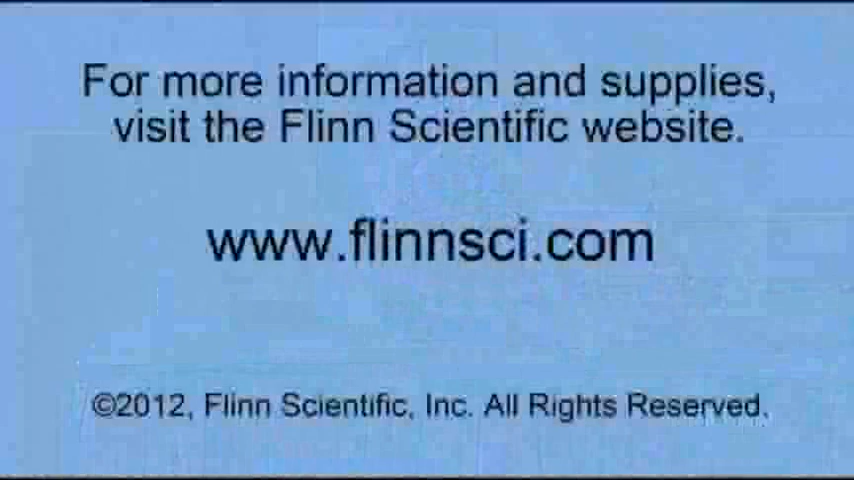 For more information and supplies,
visit the Flinn Scientific website.
www.flinnsci.com
©2012, Flinn Scientific, Inc. All Rights Reserved.